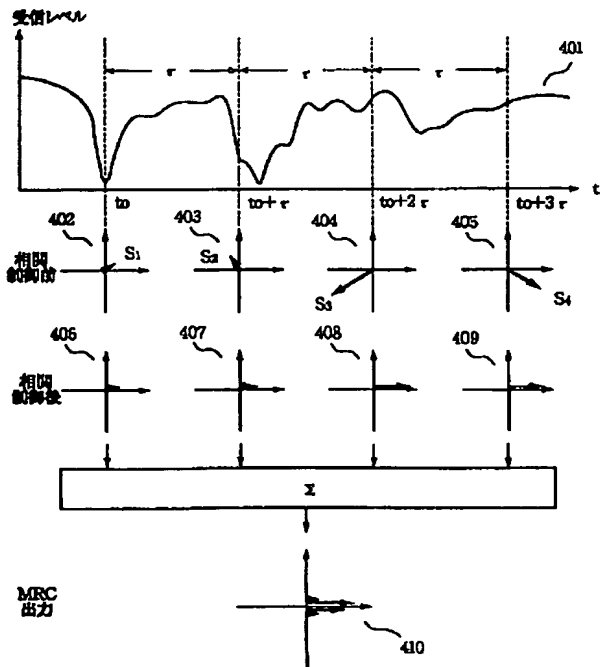 受信レベル
401
τ τ τ
t
to to+τ to+2τ to+3τ
402 403 404 405
相関
制御前
S1 S2 S3 S4
406 407 408 409
相関
制御後
Σ
MRC
出力
410